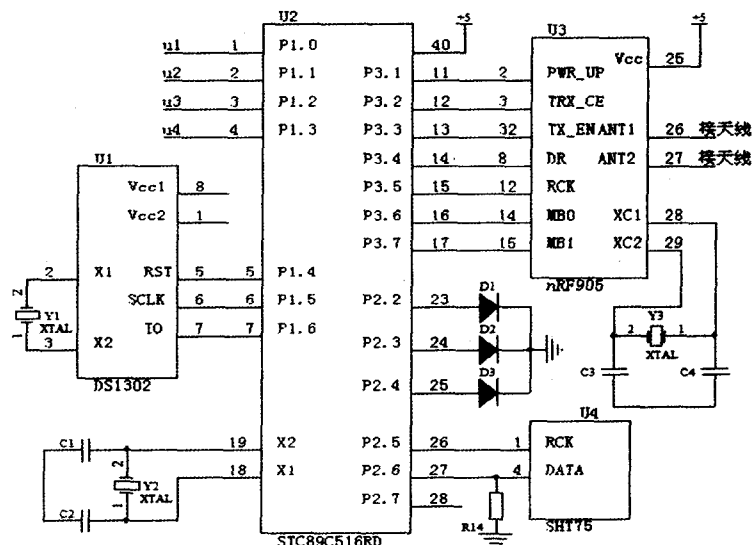 U2
+5
U3
+5
u1 1 P1.0 40
Vcc 25
u2 2 P1.1 P3.1 11 2 PWR_UP
u3 3 P1.2 P3.2 12 3 TRX_CE
u4 4 P1.3 P3.3 13 32 TX_EN ANT1 26 接天线
P3.4 14 8 DR ANT2 27 接天线
U1
Vcc1 8
P3.5 15 12 RCK
Vcc2 1
P3.6 16 14 MB0 XC1 28
P3.7 17 15 MB1 XC2 29
nRF905
2 X1 RST 5 5 P1.4
2 Y1 XTAL 1
SCLK 6 6 P1.5
3 X2 TO 7 7 P1.6
DS1302
P2.2 23 D1
P2.3 24 D2
P2.4 25 D3
2 Y3 1
XTAL
C3 C4
U4
C1
19 X2 P2.5 26 1 RCK
18 X1 P2.6 27 4 DATA
2 Y2 XTAL 1
C2
P2.7 28
R14
SHT75
STC89C516RD